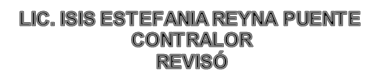 LIC. ISIS ESTEFANIA REYNA PUENTE
CONTRALOR
REVISÓ